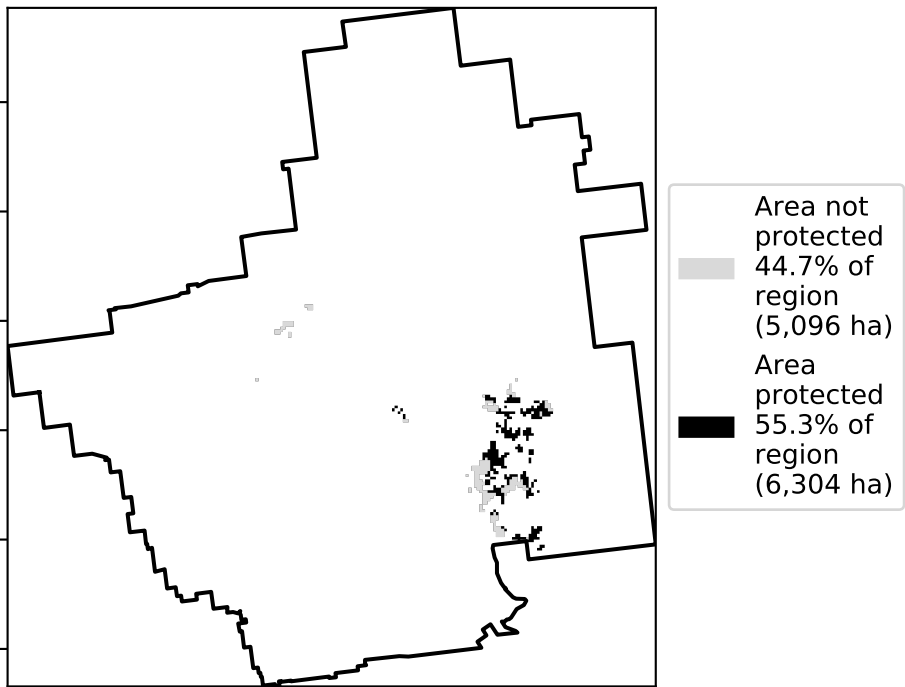 Area not
protected
44.7% of
region
(5,096 ha)
Area
protected
55.3% of
region
(6,304 ha)